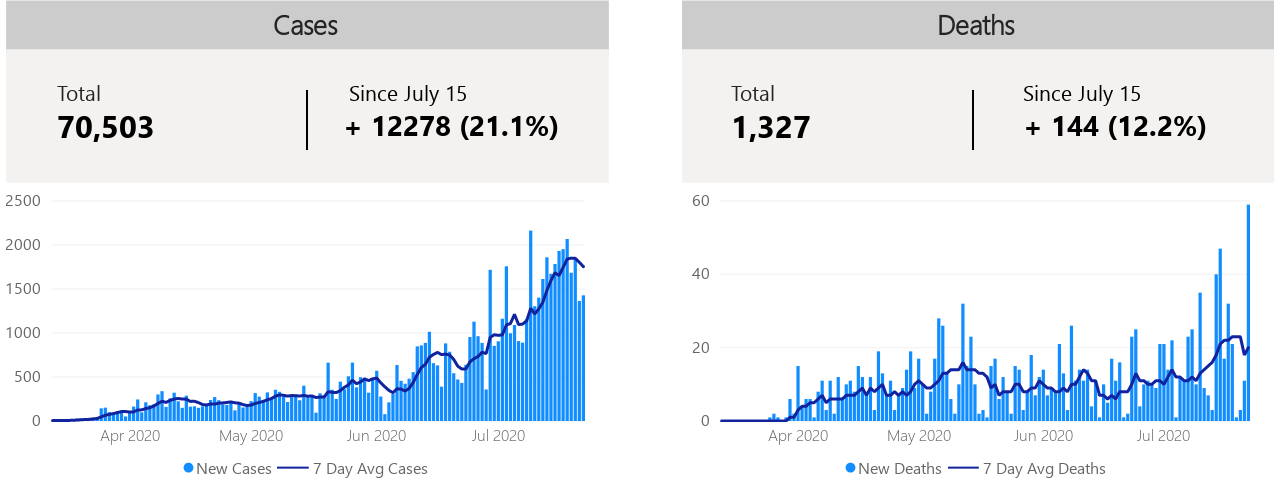 Cases
Total
70,503
Since July 15
+ 12278 (21.1%)
2500
2000
1500
1000
500
0
Apr 2020
May 2020
Jun 2020
Jul 2020
New Cases
7 Day Avg Cases
Deaths
Total
1,327
Since July 15
+ 144 (12.2%)
60
40
20
0
Apr 2020
May 2020
Jun 2020
Jul 2020
New Deaths
7 Day Avg Deaths